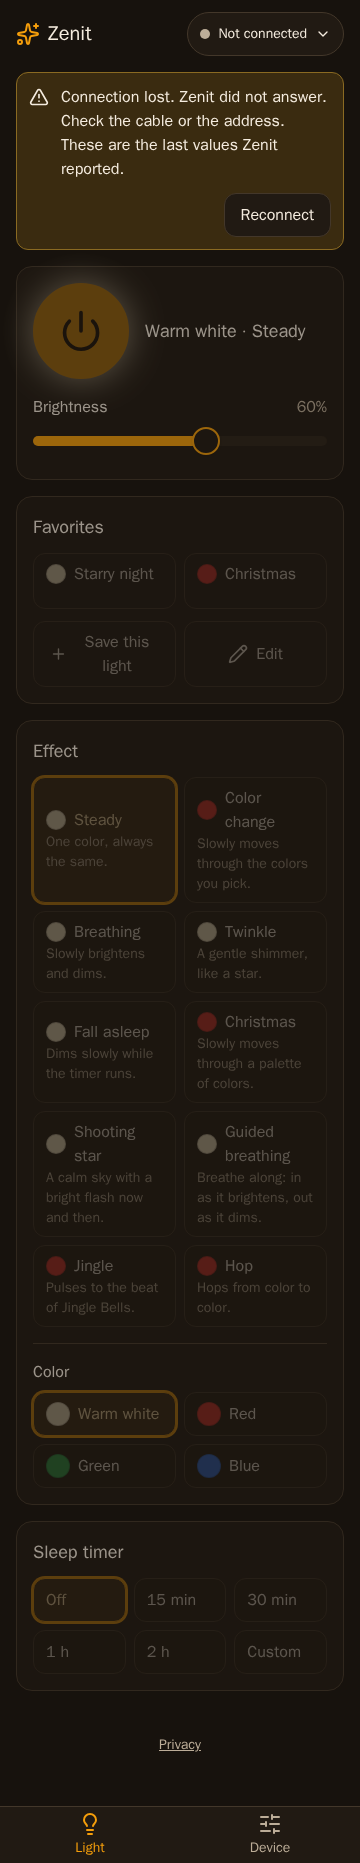 Zenit
Not connected
Connection lost. Zenit did not answer.
Check the cable or the address.
These are the last values Zenit
reported.
Reconnect
Warm white · Steady
Brightness
60%
Favorites
Starry night
Christmas
Save this
light
Edit
Effect
Steady
One color, always
the same.
Color
change
Slowly moves
through the colors
you pick.
Breathing
Slowly brightens
and dims.
Twinkle
A gentle shimmer,
like a star.
Fall asleep
Dims slowly while
the timer runs.
Christmas
Slowly moves
through a palette
of colors.
Shooting
star
A calm sky with a
bright flash now
and then.
Guided
breathing
Breathe along: in
as it brightens, out
as it dims.
Jingle
Pulses to the beat
of Jingle Bells.
Hop
Hops from color to
color.
Color
Warm white
Red
Green
Blue
Sleep timer
Off
15 min
30 min
1 h
2 h
Custom
Privacy
Light
Device